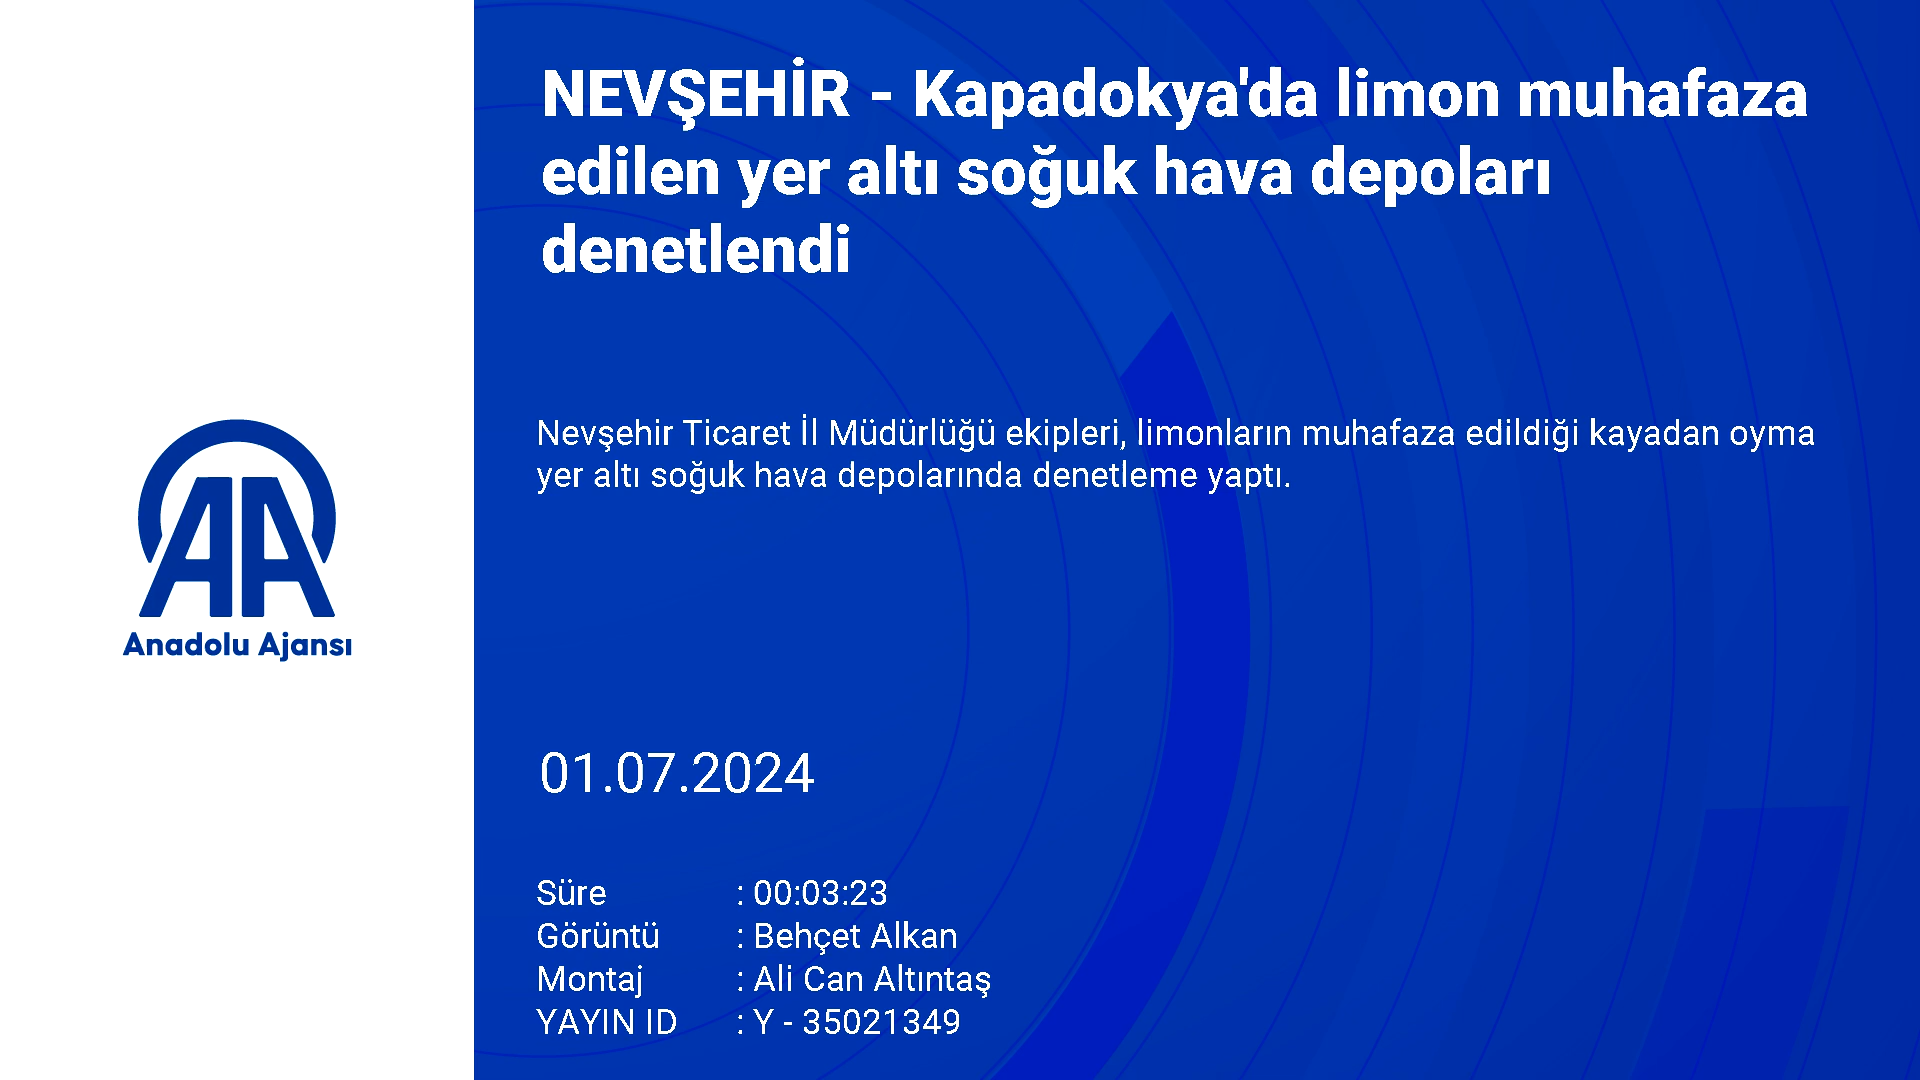 NEVŞEHİR - Kapadokya'da limon muhafaza
edilen yer altı soğuk hava depoları
denetlendi
Nevşehir Ticaret İl Müdürlüğü ekipleri, limonların muhafaza edildiği kayadan oyma
yer altı soğuk hava depolarında denetleme yaptı.
AA
Anadolu Ajansı
01.07.2024
Süre : 00:03:23
Görüntü : Behçet Alkan
Montaj : Ali Can Altıntaş
YAYIN ID : Y - 35021349